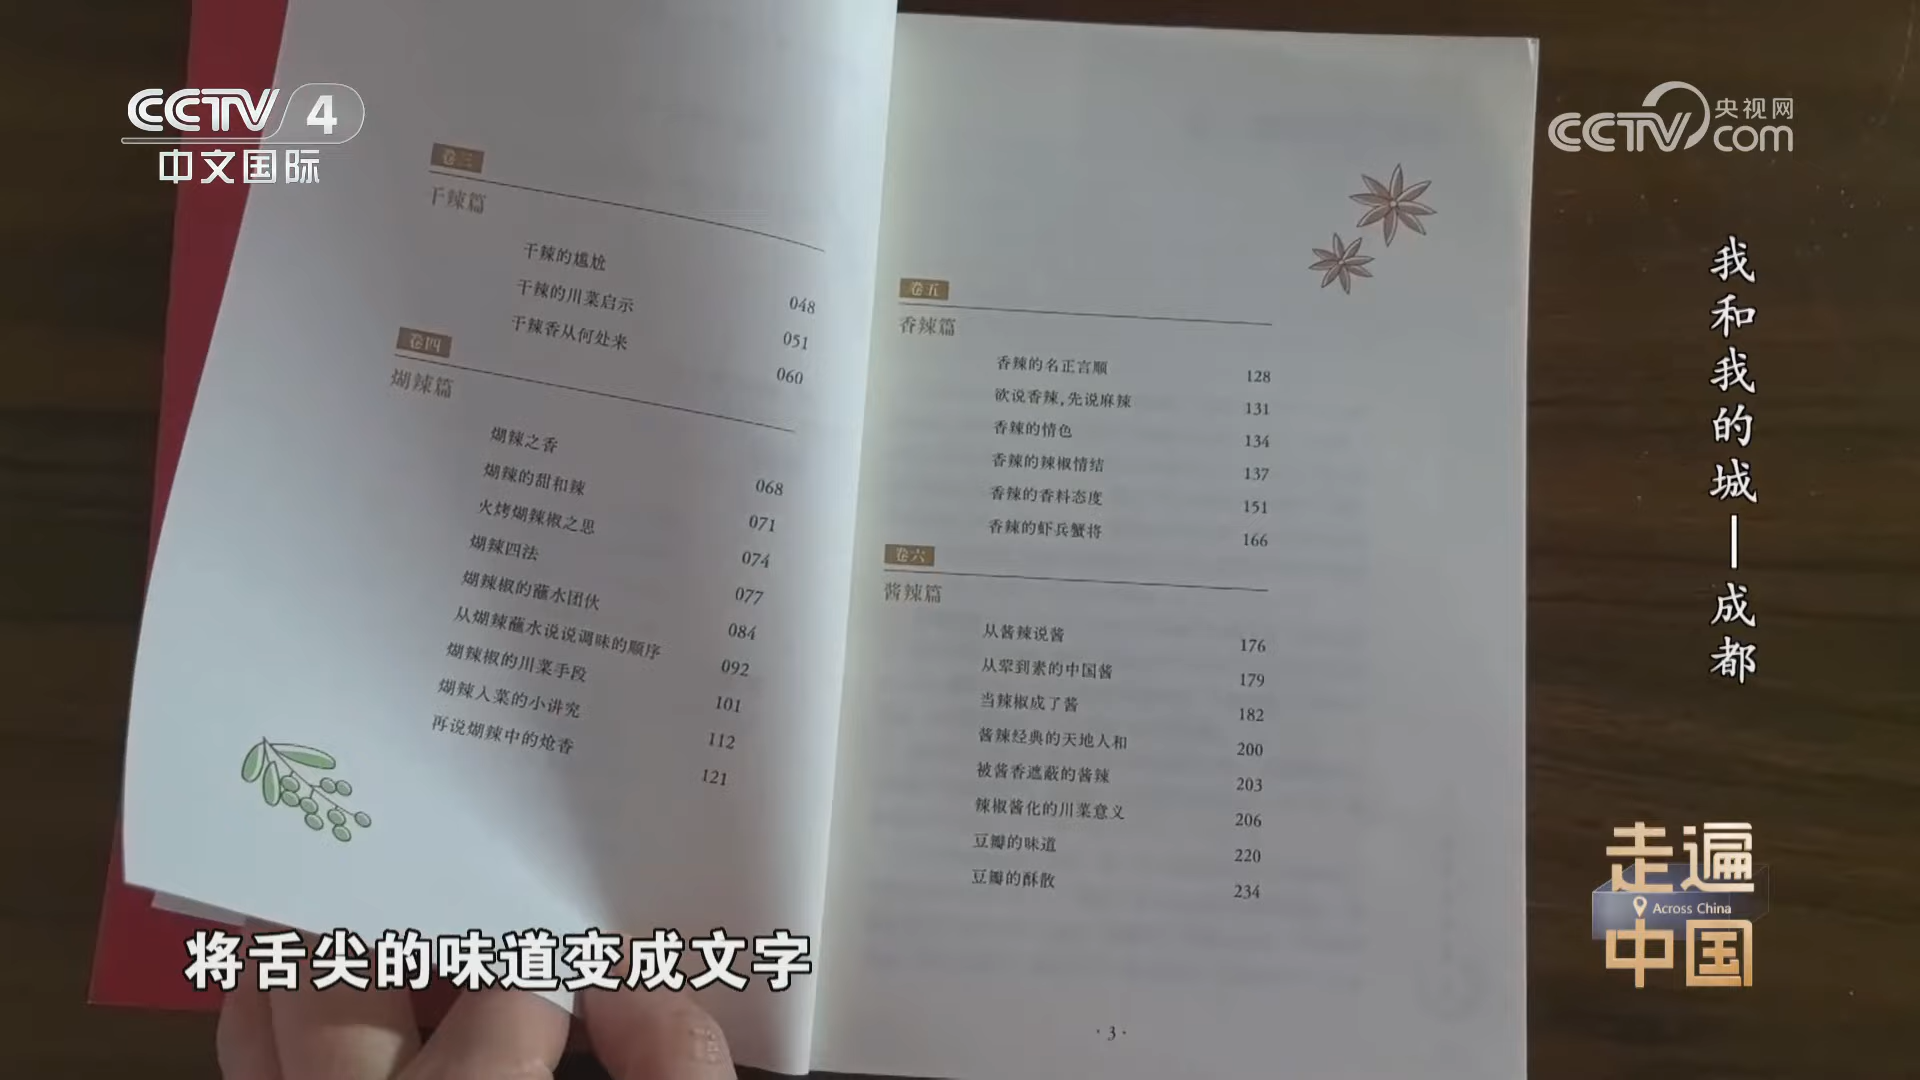 CCTV 4
中文国际
央视网
CCTV.com
我和我的城—成都
卷三
干辣篇
干辣的尴尬 048
干辣的川菜启示 051
干辣香从何处来 060
卷四
煳辣篇
煳辣之香 068
煳辣的甜和辣 071
火烤煳辣椒之思 074
煳辣四法 077
煳辣椒的蘸水团伙 084
从煳辣蘸水说说调味的顺序 092
煳辣椒的川菜手段 101
煳辣入菜的小讲究 112
再说煳辣中的炝香 121
卷五
香辣篇
香辣的名正言顺 128
欲说香辣,先说麻辣 131
香辣的情色 134
香辣的辣椒情结 137
香辣的香料态度 151
香辣的虾兵蟹将 166
卷六
酱辣篇
从酱辣说酱 176
从荤到素的中国酱 179
当辣椒成了酱 182
酱辣经典的天地人和 200
被酱香遮蔽的酱辣 203
辣椒酱化的川菜意义 206
豆瓣的味道 220
豆瓣的酥散 234
·3·
走遍
Across China
中国
将舌尖的味道变成文字